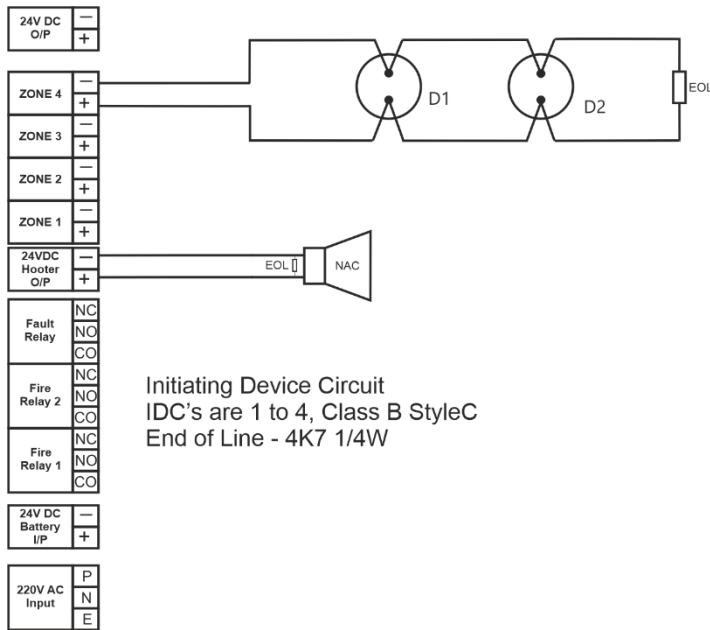 24V DC
O/P
—
+
ZONE 4
—
+
D1
D2
EOL
ZONE 3
—
+
ZONE 2
—
+
ZONE 1
—
+
24VDC
Hooter
O/P
—
+
EOL
NAC
Fault
Relay
NC
NO
CO
Fire
Relay 2
NC
NO
CO
Fire
Relay 1
NC
NO
CO
Initiating Device Circuit
IDC's are 1 to 4, Class B StyleC
End of Line - 4K7 1/4W
24V DC
Battery
I/P
—
+
220V AC
Input
P
N
E